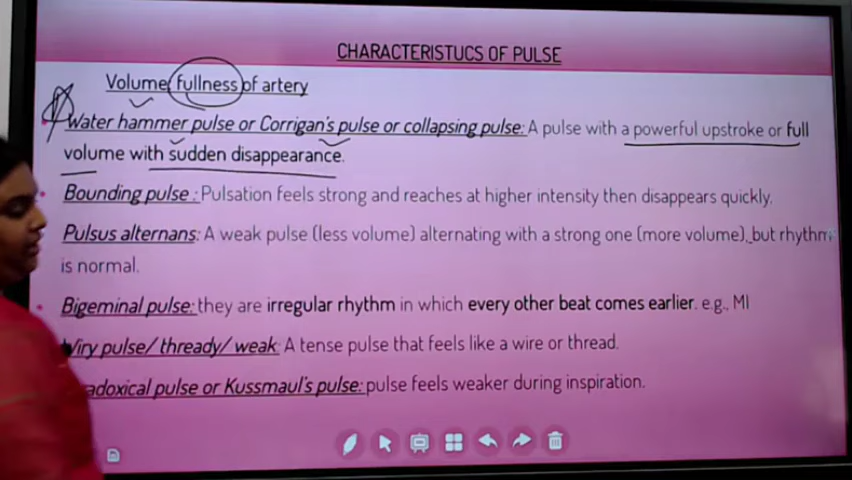 CHARACTERISTUCS OF PULSE
Volume, fullness of artery
Water hammer pulse or Corrigan's pulse or collapsing pulse: A pulse with a powerful upstroke or full
volume with sudden disappearance.
Bounding pulse : Pulsation feels strong and reaches at higher intensity then disappears quickly.
Pulsus alternans: A weak pulse (less volume) alternating with a strong one (more volume), but rhythm
is normal.
Bigeminal pulse: they are irregular rhythm in which every other beat comes earlier. e.g., MI
Wiry pulse/ thready/ weak: A tense pulse that feels like a wire or thread.
adoxical pulse or Kussmaul's pulse: pulse feels weaker during inspiration.